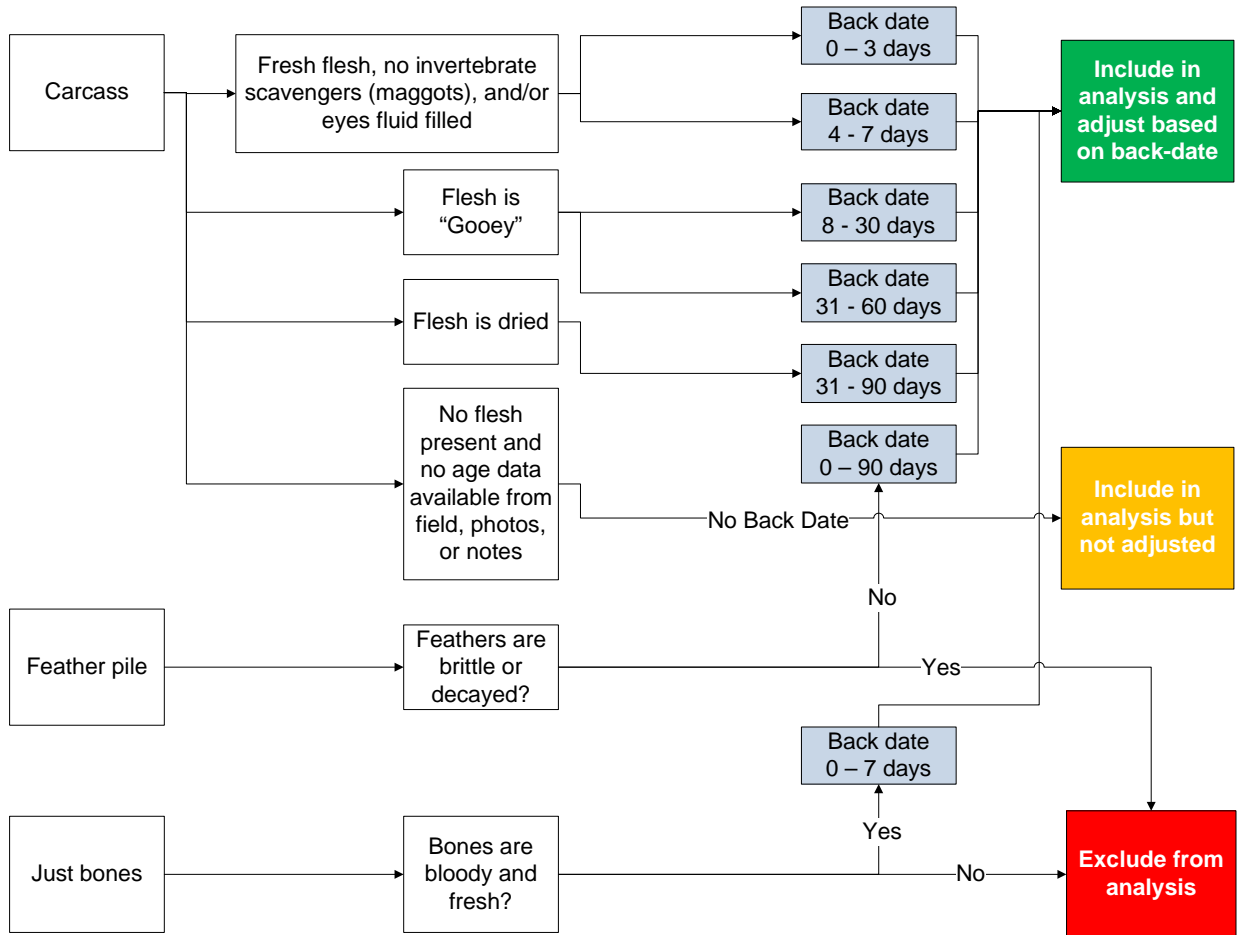 Carcass
Fresh flesh, no invertebrate
scavengers (maggots), and/or
eyes fluid filled
Back date
0 – 3 days
Back date
4 - 7 days
Include in
analysis and
adjust based
on back-date
Flesh is
“Gooey”
Back date
8 - 30 days
Back date
31 - 60 days
Flesh is dried
Back date
31 - 90 days
No flesh
present and
no age data
available from
field, photos,
or notes
Back date
0 – 90 days
No Back Date
Include in
analysis but
not adjusted
No
Feather pile
Feathers are
brittle or
decayed?
Yes
Back date
0 – 7 days
Yes
Just bones
Bones are
bloody and
fresh?
No
Exclude from
analysis